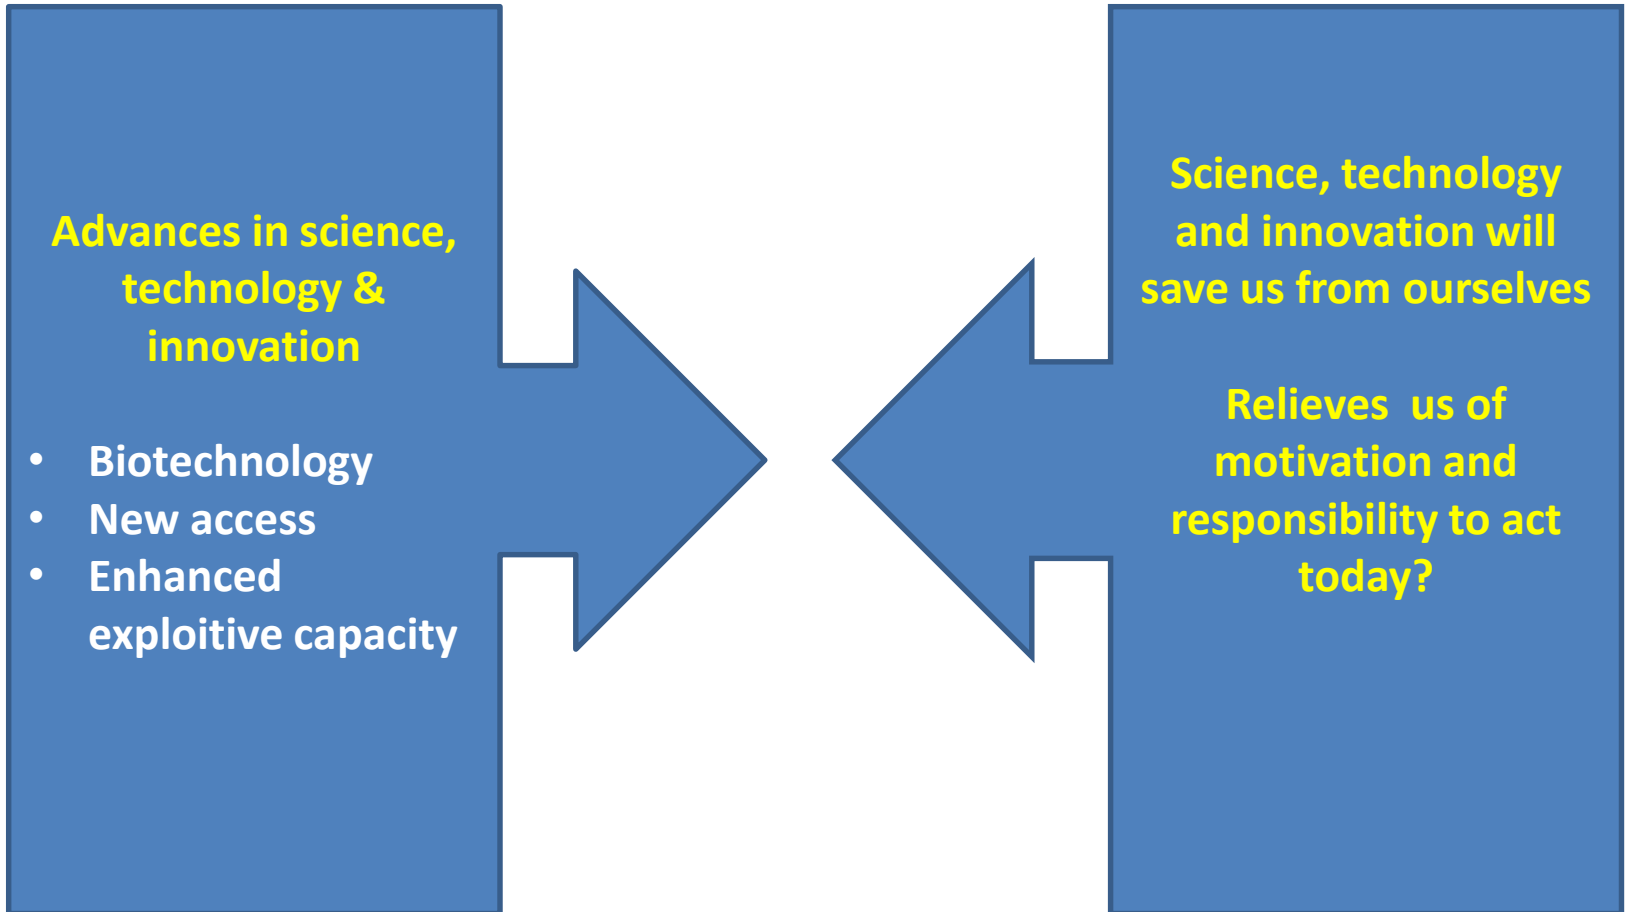 Advances in science,
technology &
innovation
• Biotechnology
• New access
• Enhanced
exploitive capacity
Science, technology
and innovation will
save us from ourselves
Relieves  us of
motivation and
responsibility to act
today?